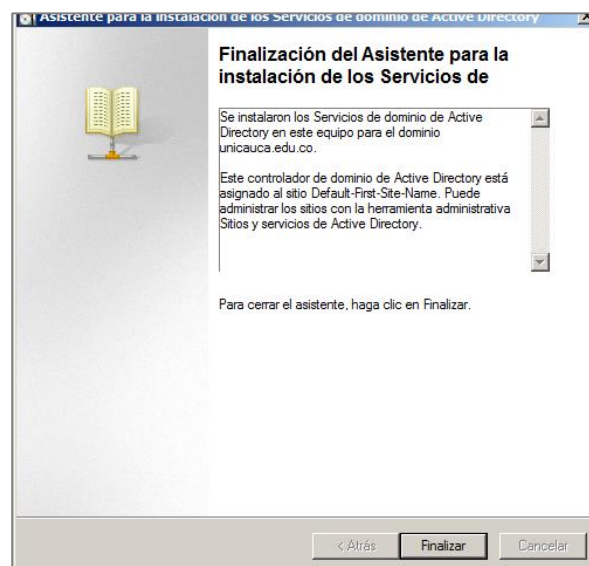 Asistente para la instalación de los Servicios de dominio de Active Directory
Finalización del Asistente para la
instalación de los Servicios de
Se instalaron los Servicios de dominio de Active
Directory en este equipo para el dominio
unicauca.edu.co.
Este controlador de dominio de Active Directory está
asignado al sitio Default-First-Site-Name. Puede
administrar los sitios con la herramienta administrativa
Sitios y servicios de Active Directory.
Para cerrar el asistente, haga clic en Finalizar.
< Atrás Finalizar Cancelar